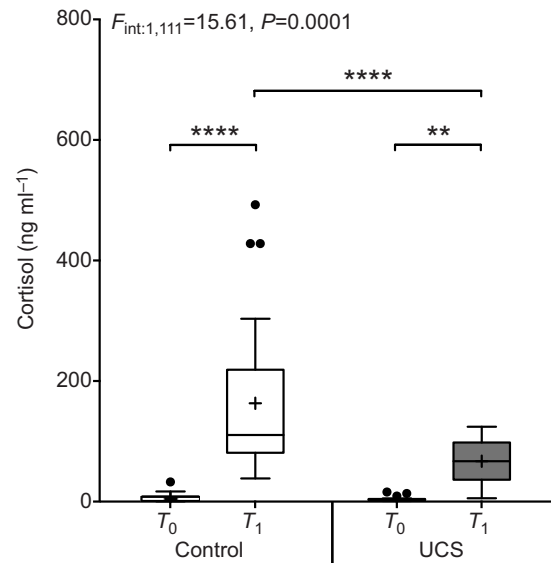 F int:1,111=15.61, P=0.0001
800
600
400
200
0
Cortisol (ng ml–1)
****
****
**
T0 T1 T0 T1
Control UCS